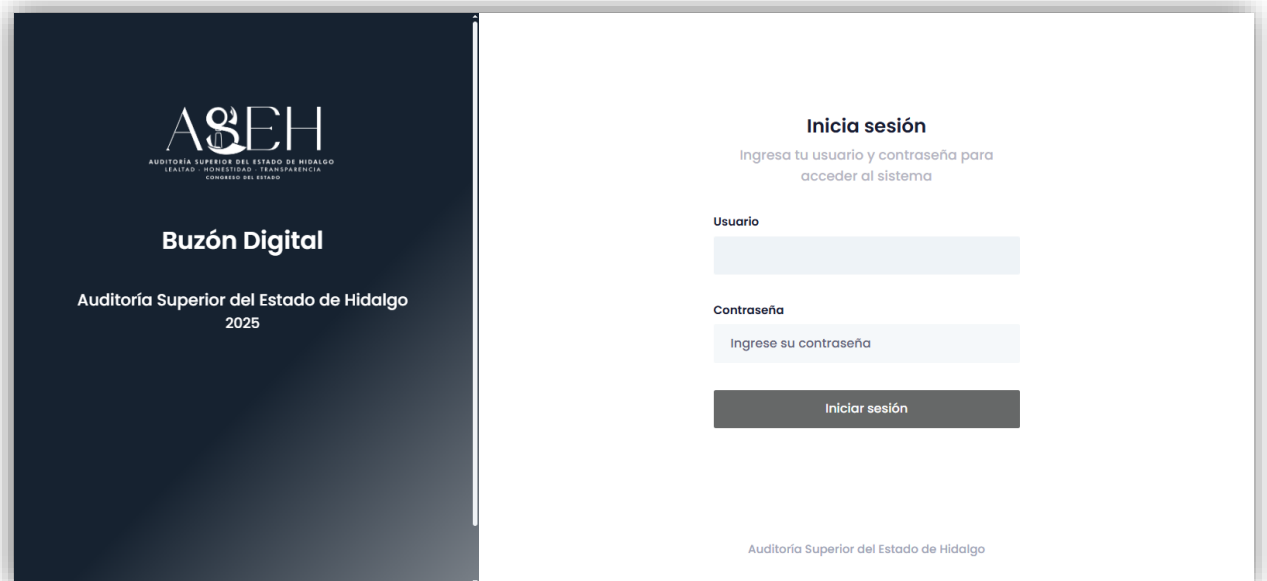 ASEH
AUDITORÍA SUPERIOR DEL ESTADO DE HIDALGO
LEALTAD - HONESTIDAD - TRANSPARENCIA
CONGRESO DEL ESTADO
Buzón Digital
Auditoría Superior del Estado de Hidalgo
2025
Inicia sesión
Ingresa tu usuario y contraseña para
acceder al sistema
Usuario
Contraseña
Ingrese su contraseña
Iniciar sesión
Auditoría Superior del Estado de Hidalgo